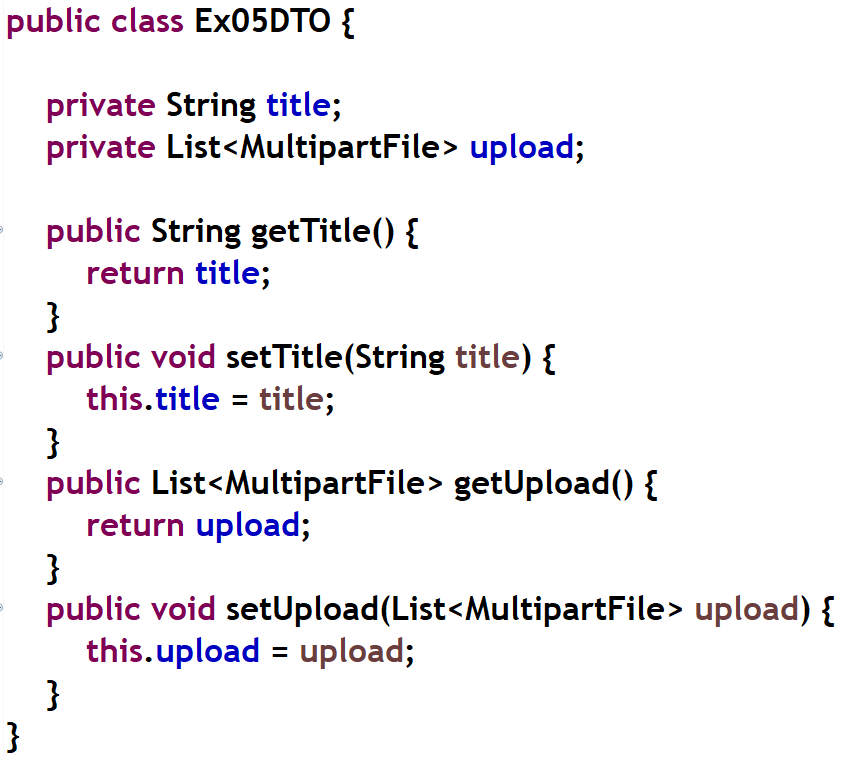 public class Ex05DTO {
private String title;
private List<MultipartFile> upload;
public String getTitle() {
return title;
}
public void setTitle(String title) {
this.title = title;
}
public List<MultipartFile> getUpload() {
return upload;
}
public void setUpload(List<MultipartFile> upload) {
this.upload = upload;
}
}